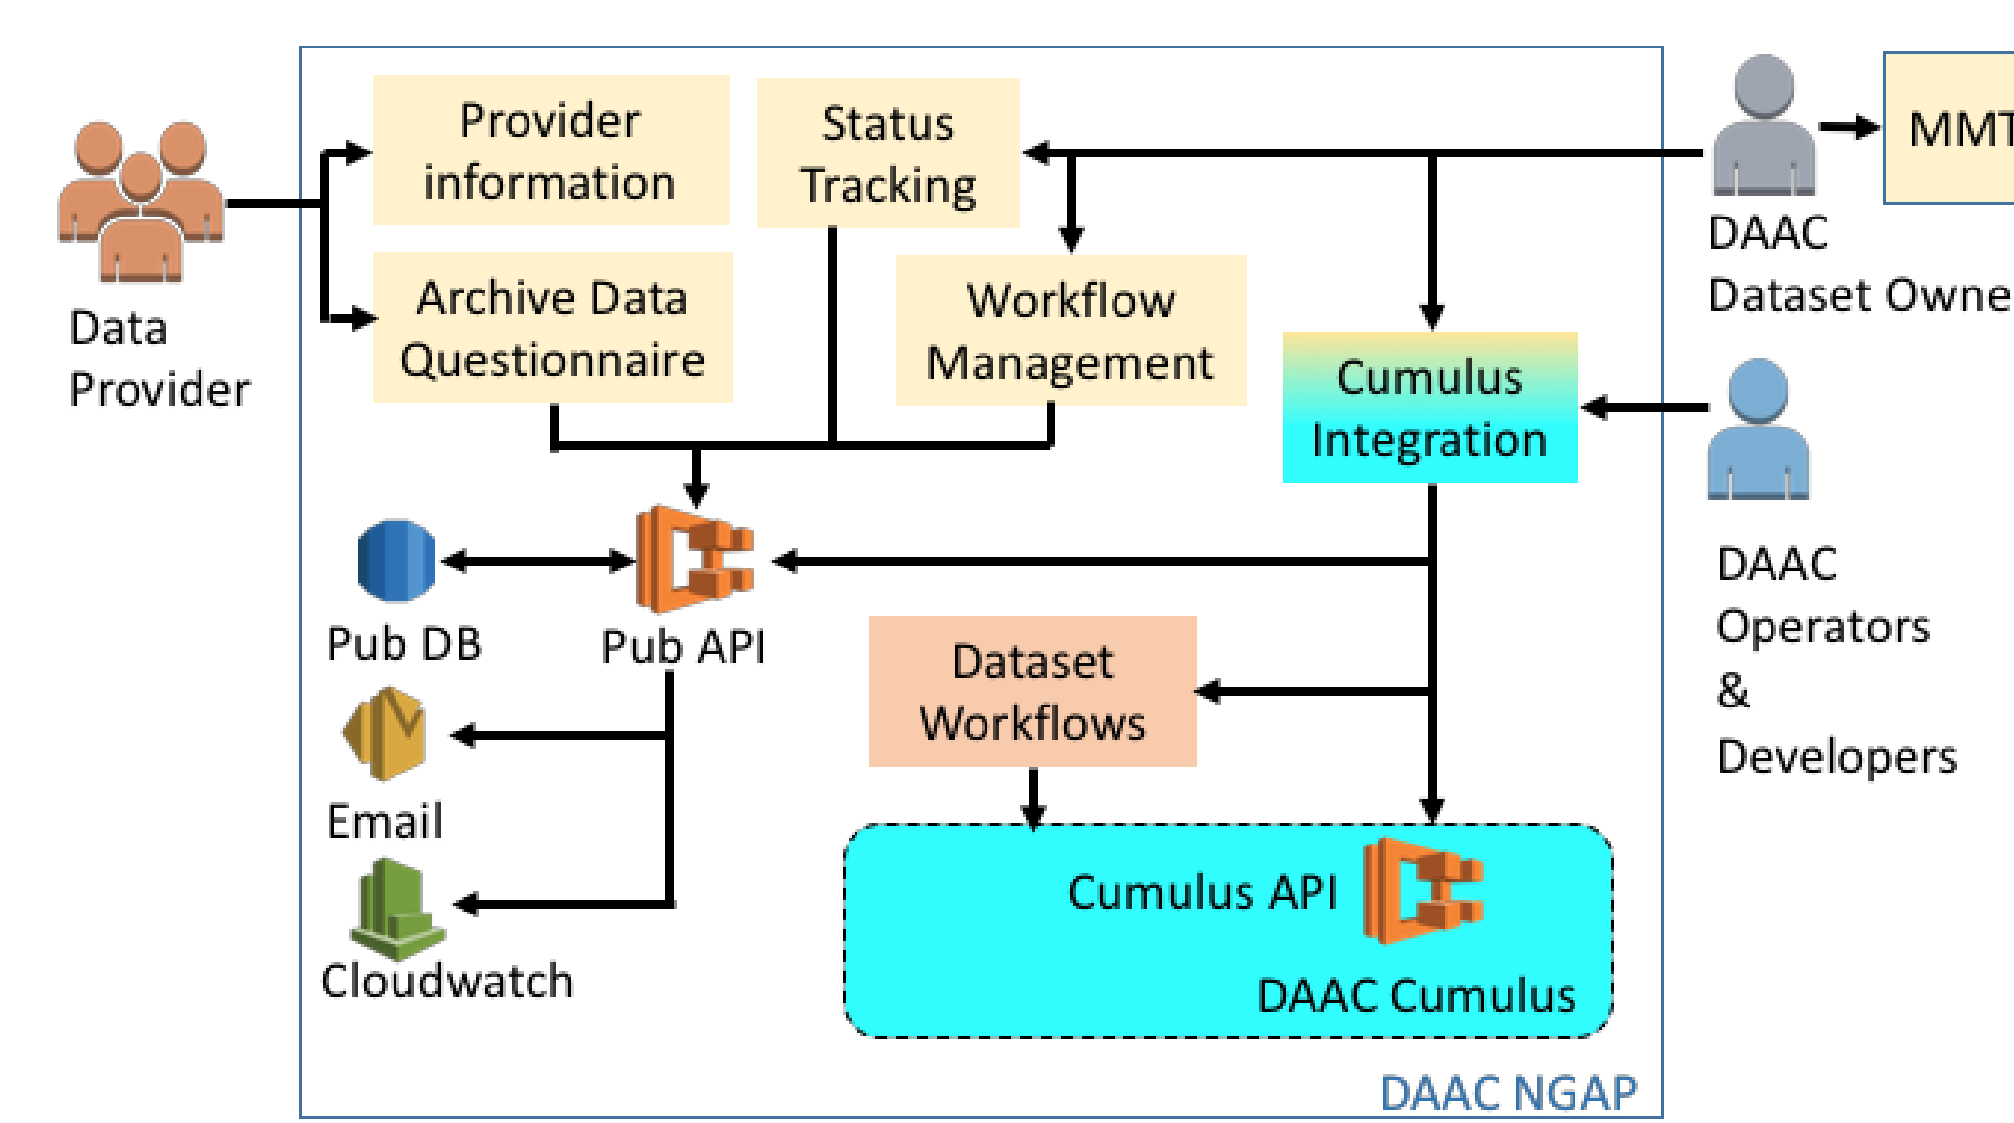 Provider
information
Status
Tracking
MMT
DAAC
Dataset Owne
Data
Provider
Archive Data
Questionnaire
Workflow
Management
Cumulus
Integration
DAAC
Operators
&
Developers
Pub DB
Pub API
Dataset
Workflows
Email
Cloudwatch
Cumulus API
DAAC Cumulus
DAAC NGAP